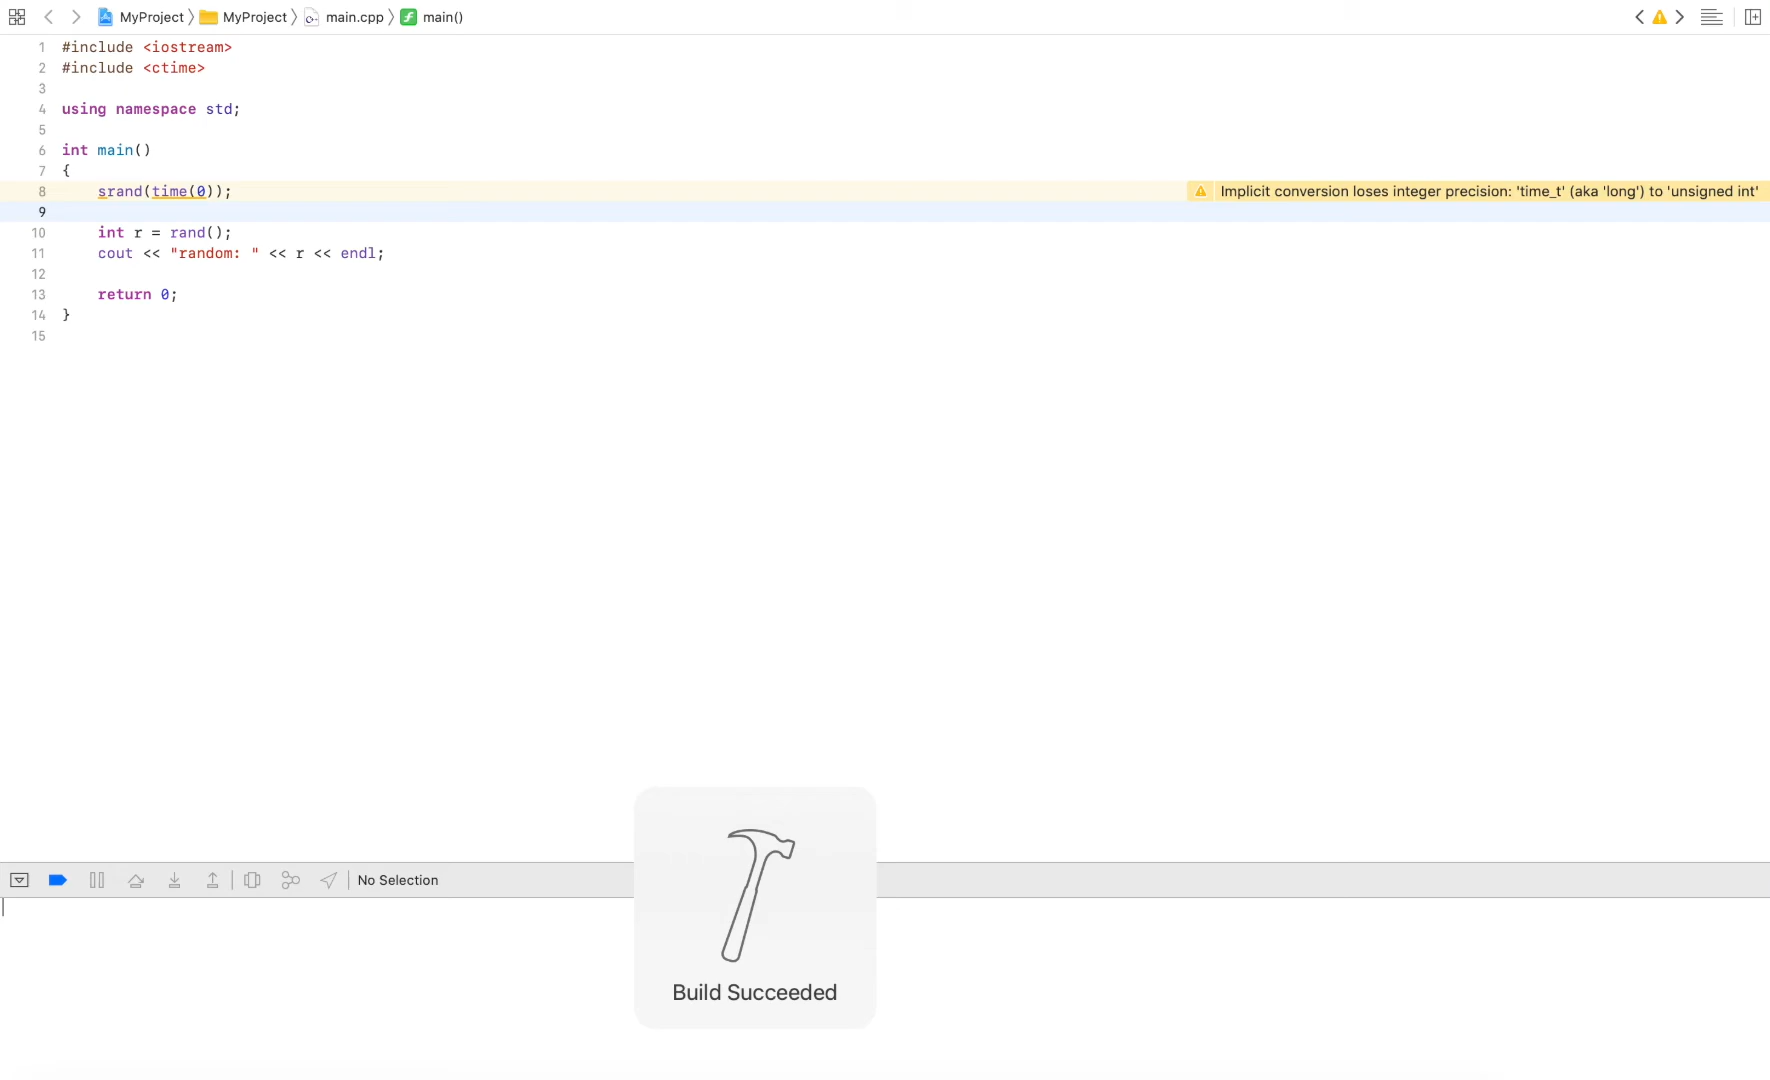 MyProject 〉 MyProject 〉 main.cpp 〉 main()
1 #include <iostream>
2 #include <ctime>
3
4 using namespace std;
5
6 int main()
7 {
8 srand(time(0));
Implicit conversion loses integer precision: 'time_t' (aka 'long') to 'unsigned int'
9
10 int r = rand();
11 cout << "random: " << r << endl;
12
13 return 0;
14 }
15
No Selection
Build Succeeded